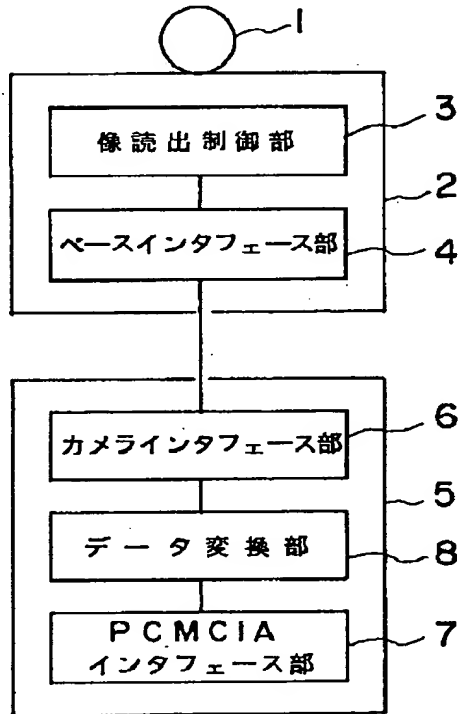 1
像読出制御部
3
2
ベースインタフェース部
4
カメラインタフェース部
6
5
データ変換部
8
PCMCIA
インタフェース部
7